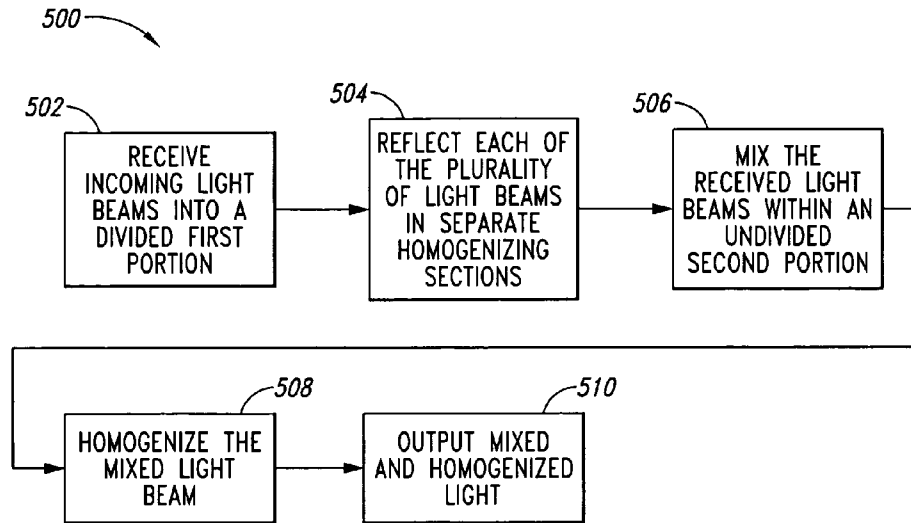 500
502
RECEIVE
INCOMING LIGHT
BEAMS INTO A
DIVIDED FIRST
PORTION
504
REFLECT EACH OF
THE PLURALITY
OF LIGHT BEAMS
IN SEPARATE
HOMOGENIZING
SECTIONS
506
MIX THE
RECEIVED LIGHT
BEAMS WITHIN AN
UNDIVIDED
SECOND PORTION
508
HOMOGENIZE THE
MIXED LIGHT
BEAM
510
OUTPUT MIXED
AND HOMOGENIZED
LIGHT